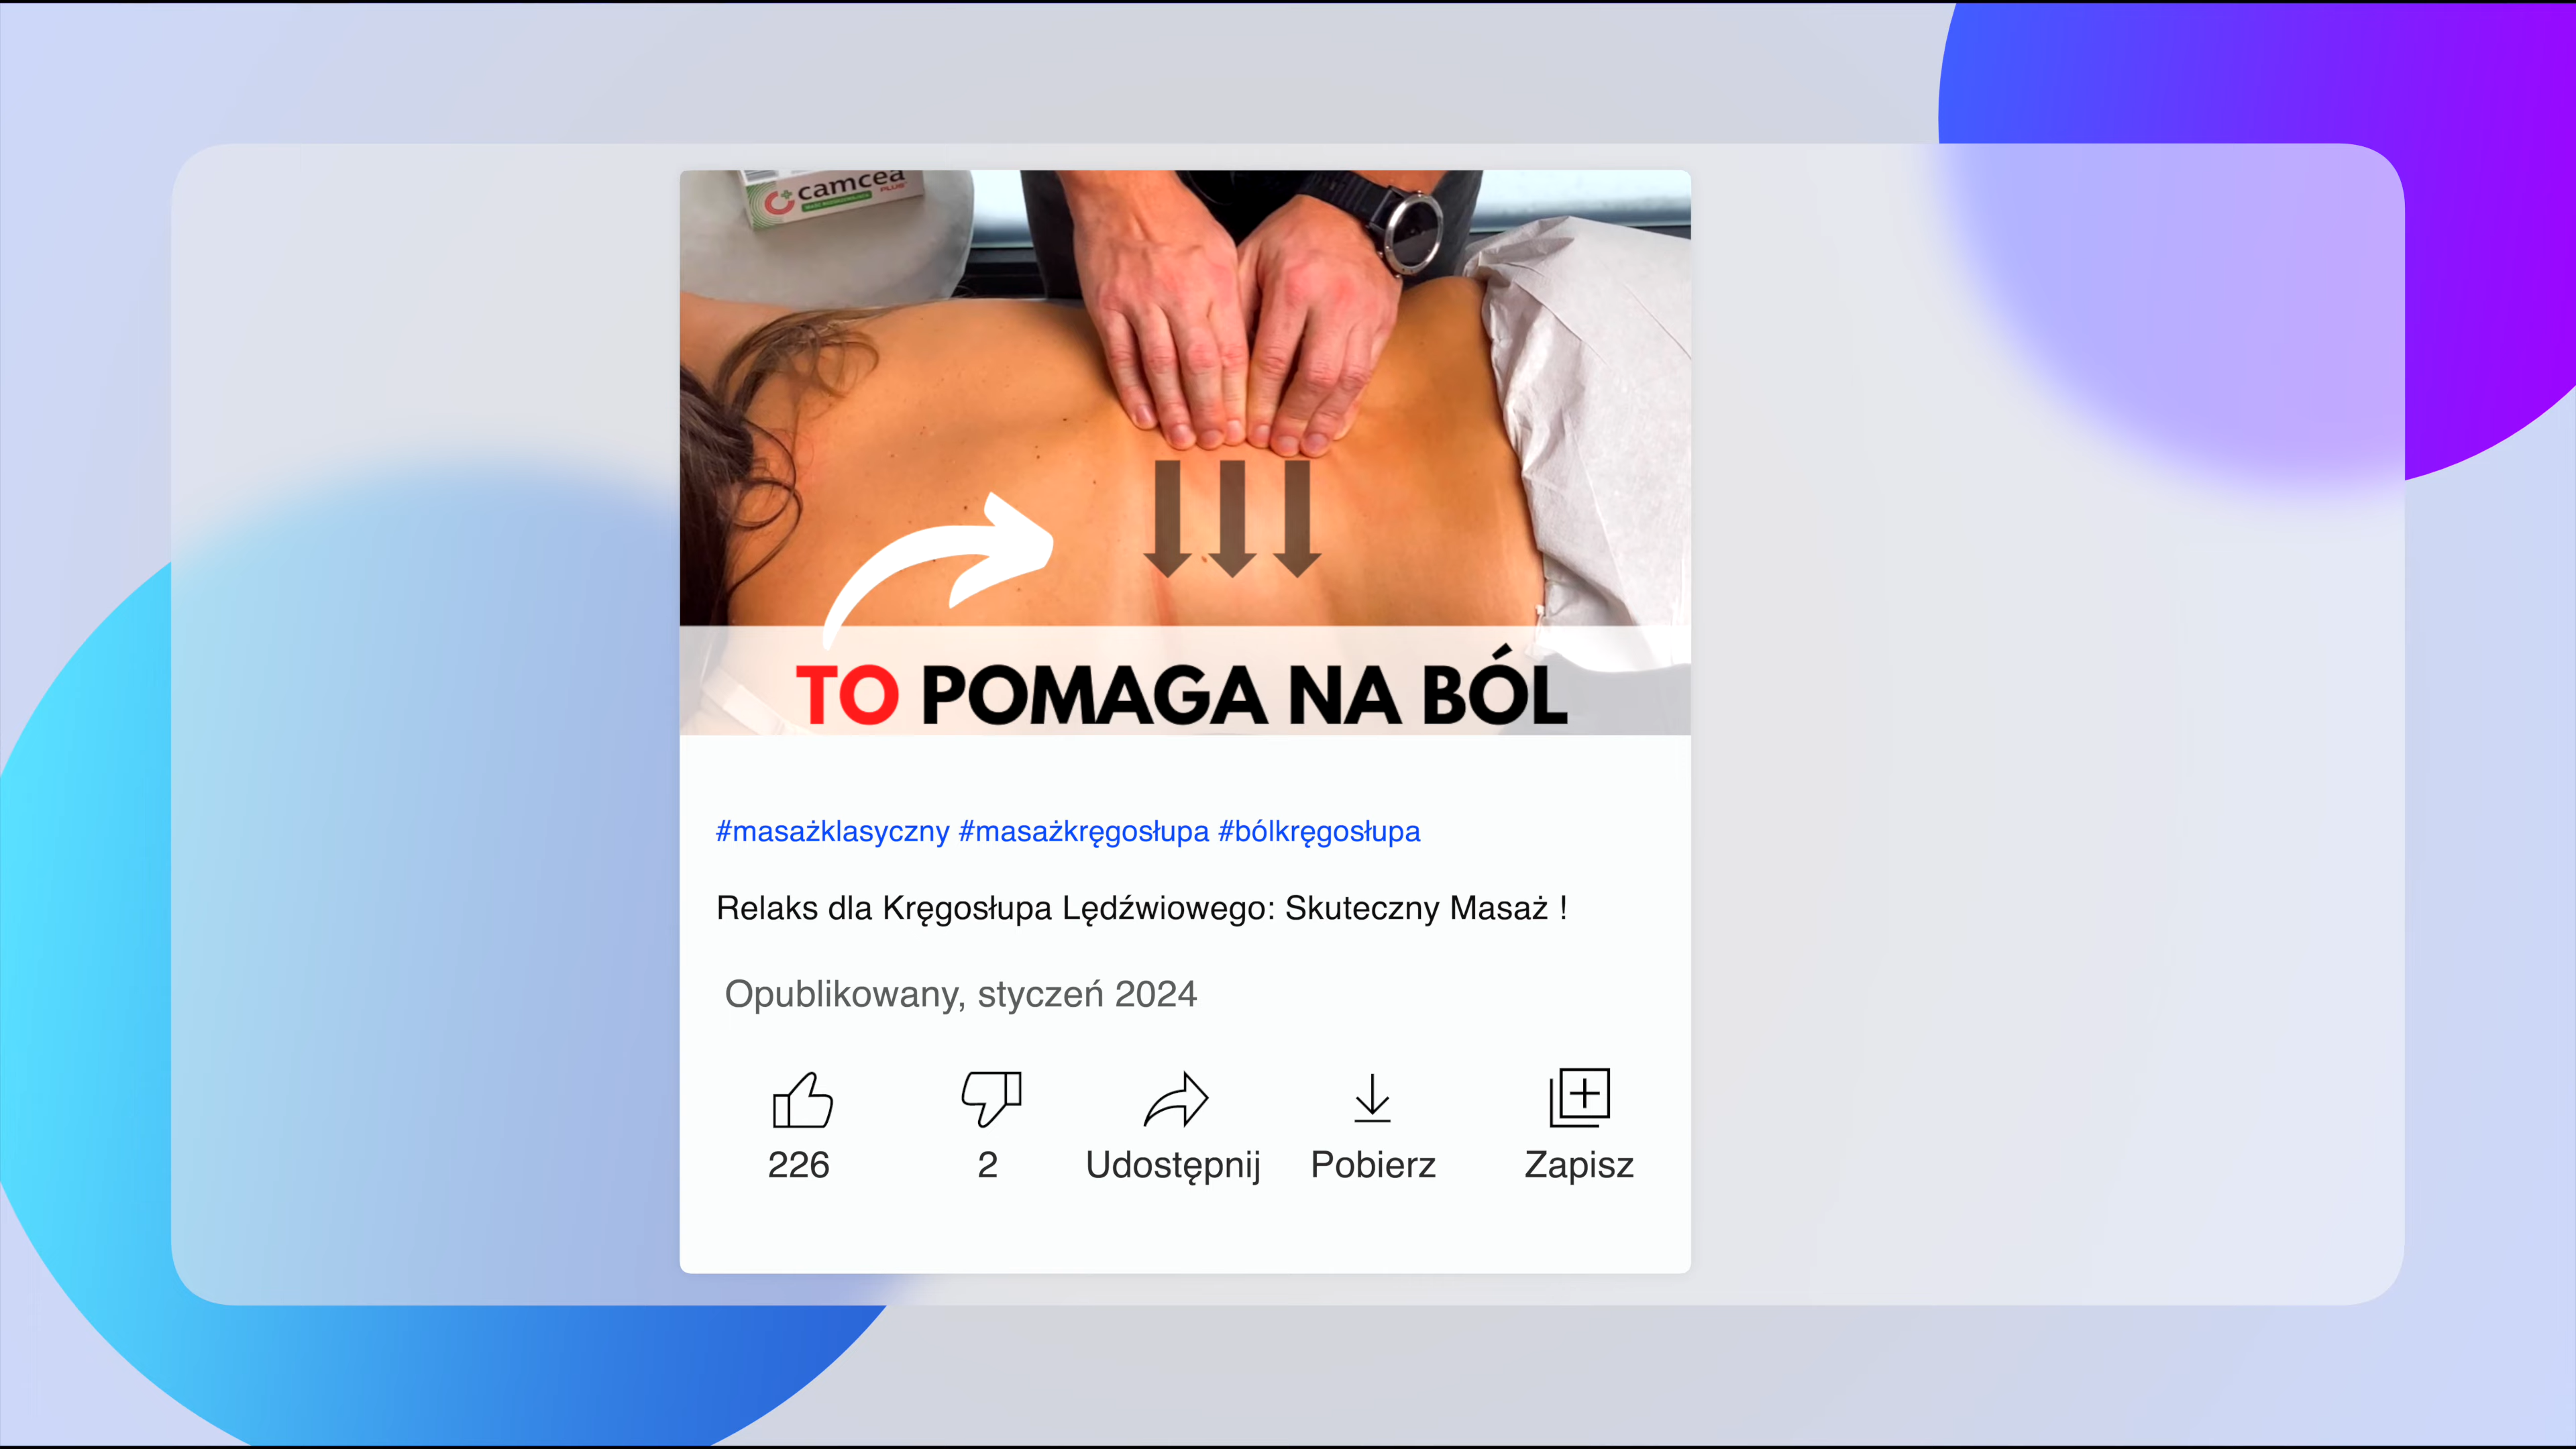 camcea
PLUS
TO POMAGA NA BÓL
#masażklasyczny #masażkręgosłupa #bólkręgosłupa
Relaks dla Kręgosłupa Lędźwiowego: Skuteczny Masaż !
Opublikowany, styczeń 2024
226 2 Udostępnij Pobierz Zapisz